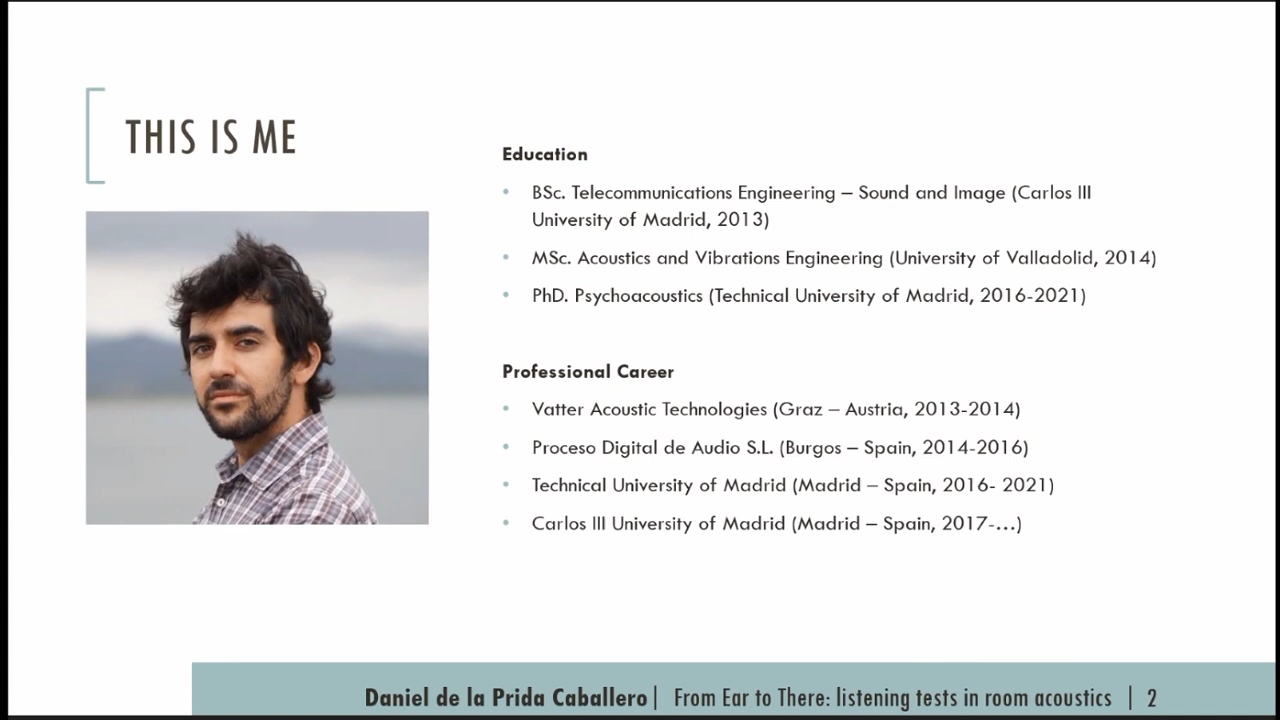 THIS IS ME
Education
• BSc. Telecommunications Engineering – Sound and Image (Carlos III
University of Madrid, 2013)
• MSc. Acoustics and Vibrations Engineering (University of Valladolid, 2014)
• PhD. Psychoacoustics (Technical University of Madrid, 2016-2021)
Professional Career
• Vatter Acoustic Technologies (Graz – Austria, 2013-2014)
• Proceso Digital de Audio S.L. (Burgos – Spain, 2014-2016)
• Technical University of Madrid (Madrid – Spain, 2016- 2021)
• Carlos III University of Madrid (Madrid – Spain, 2017-…)
Daniel de la Prida Caballero| From Ear to There: listening tests in room acoustics | 2